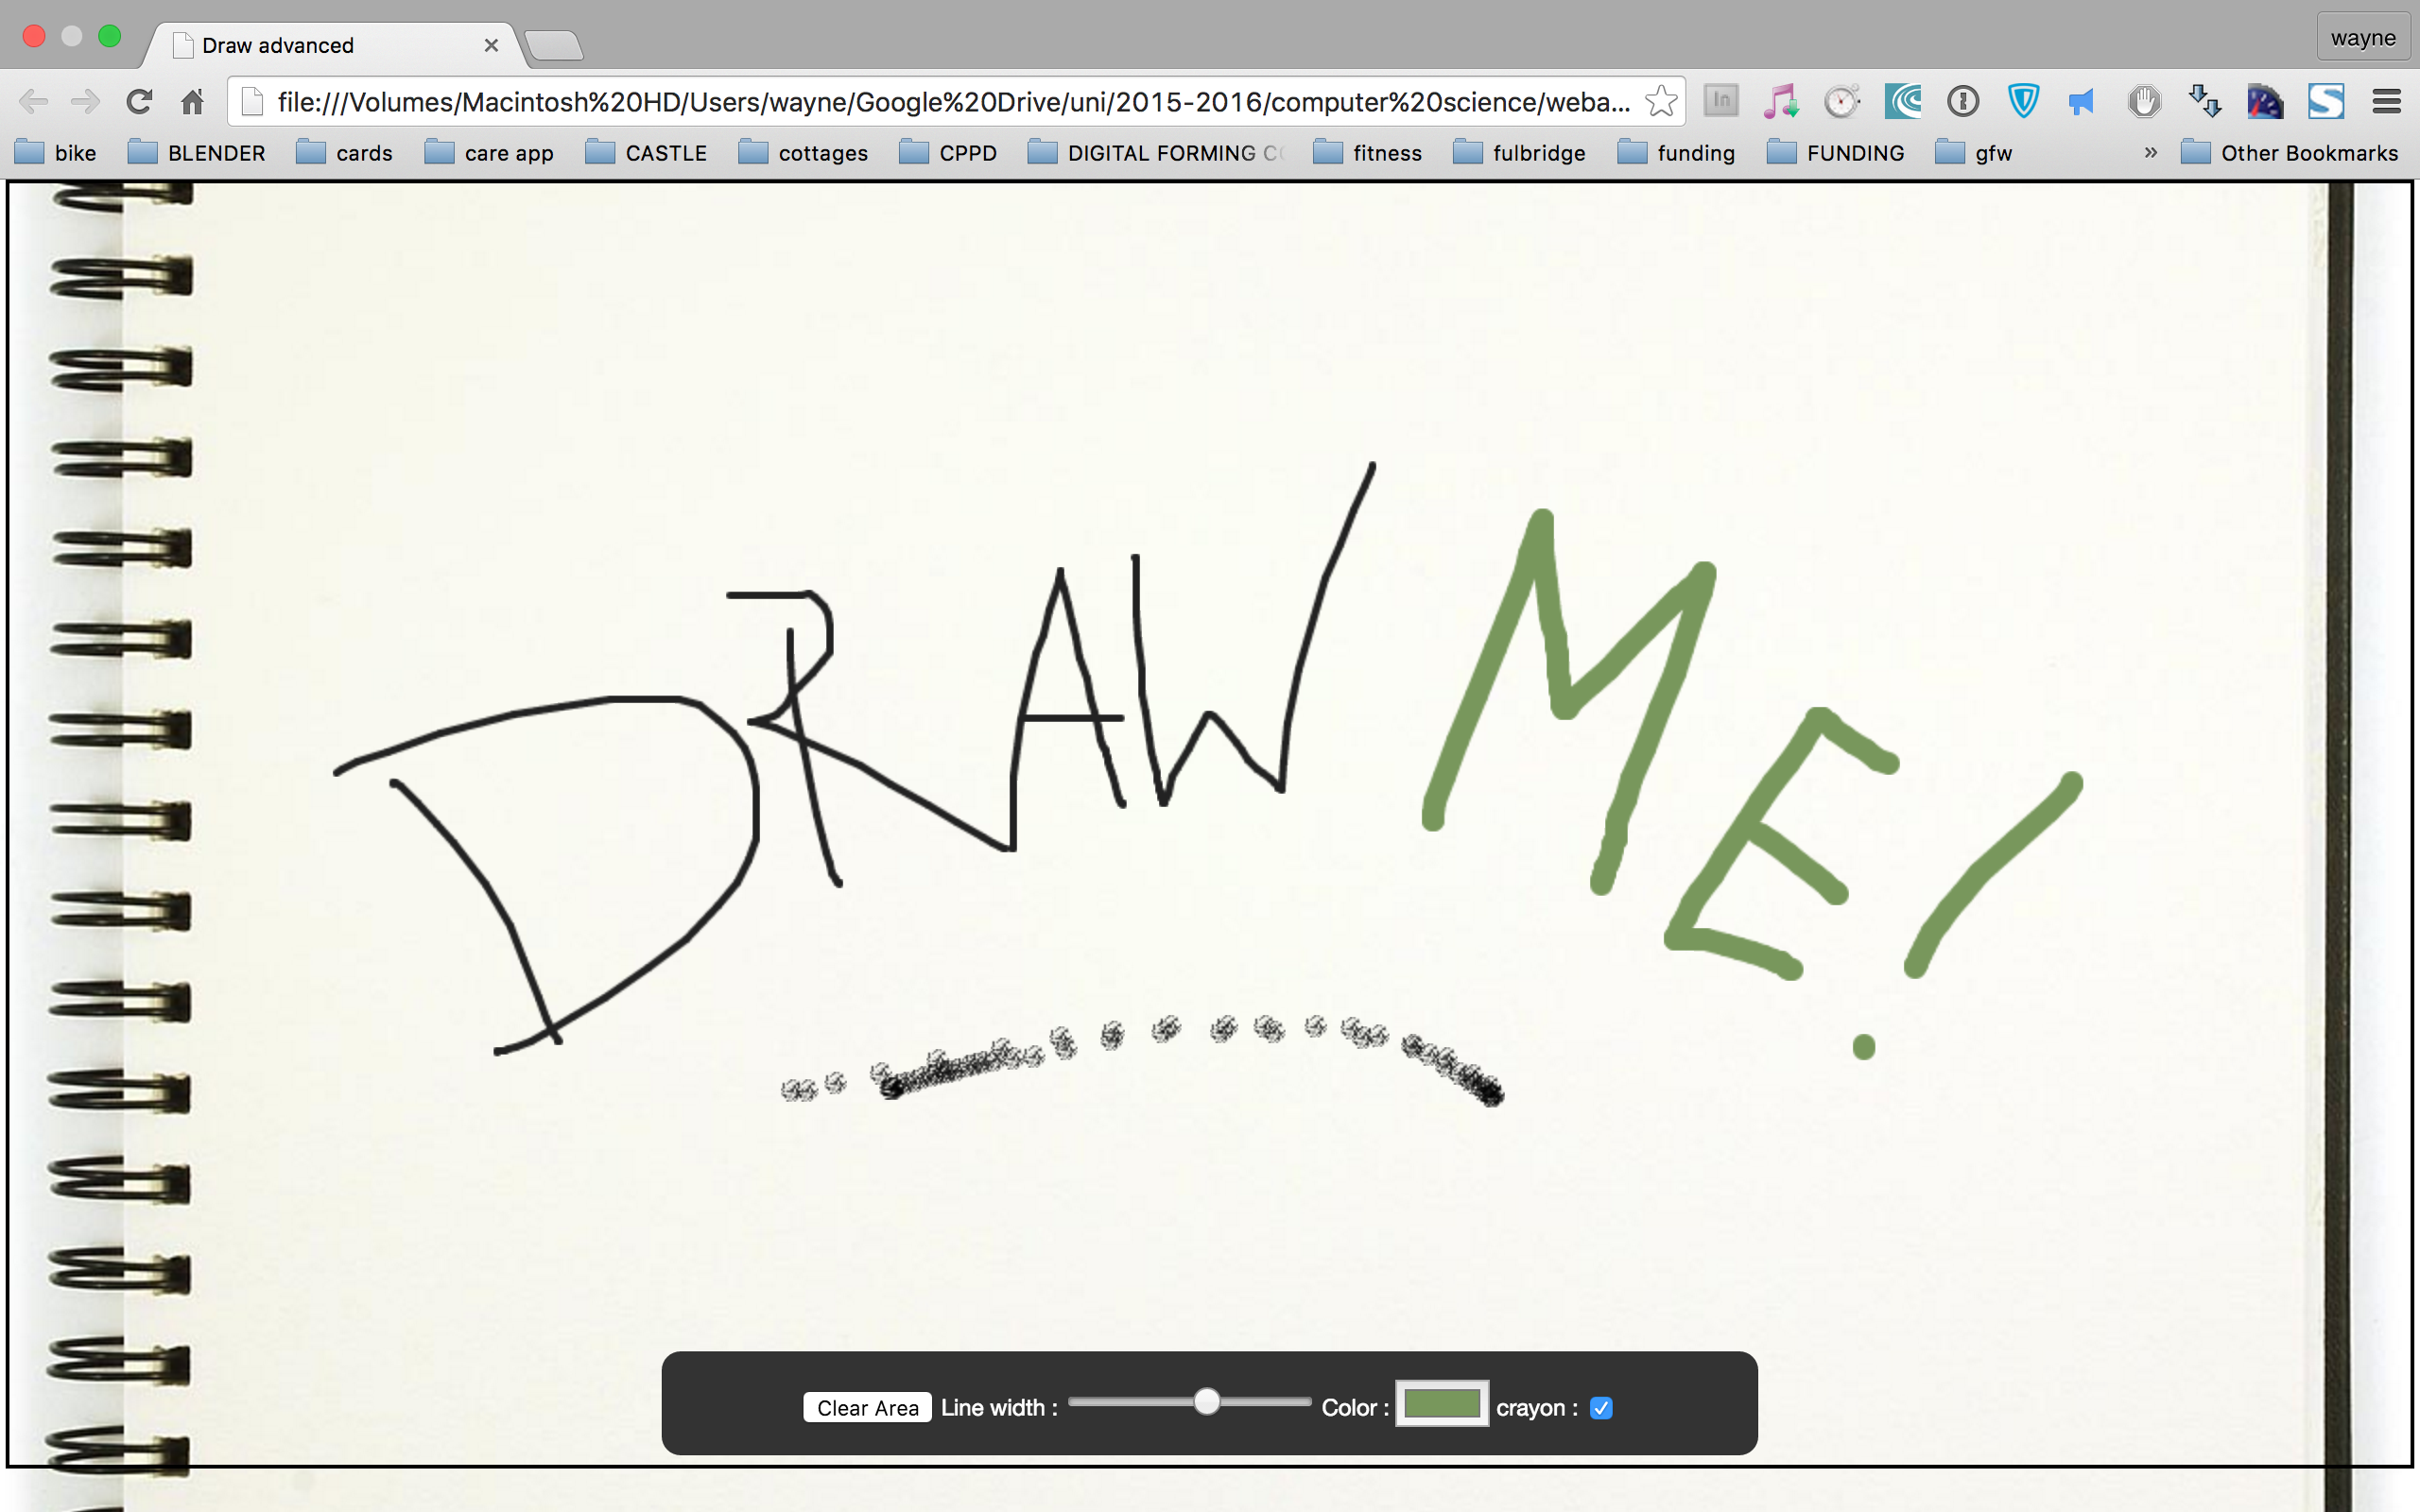 Draw advanced
wayne
file:///Volumes/Macintosh%20HD/Users/wayne/Google%20Drive/uni/2015-2016/computer%20science/weba...
In
S
bike BLENDER cards care app CASTLE cottages CPPD DIGITAL FORMING CO fitness fulbridge funding FUNDING gfw » Other Bookmarks
DRAW ME!
Clear Area Line width : Color : crayon :